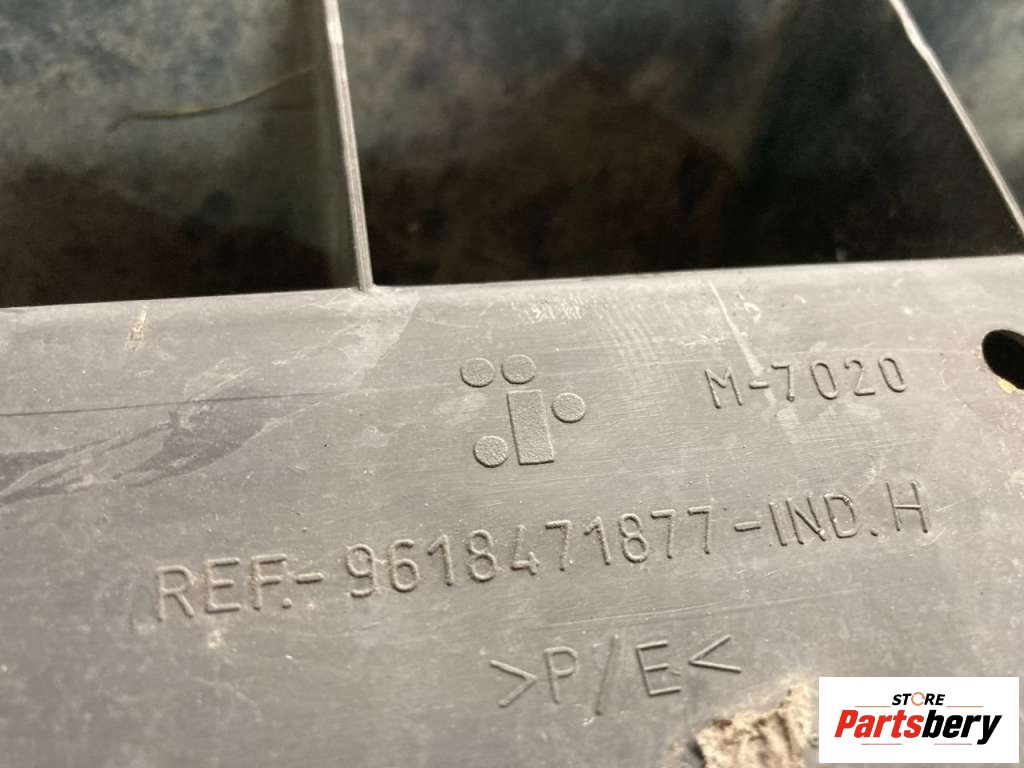 M-7020
REF.-9618471877-IND.H
>P/E<
STORE
Partsbery